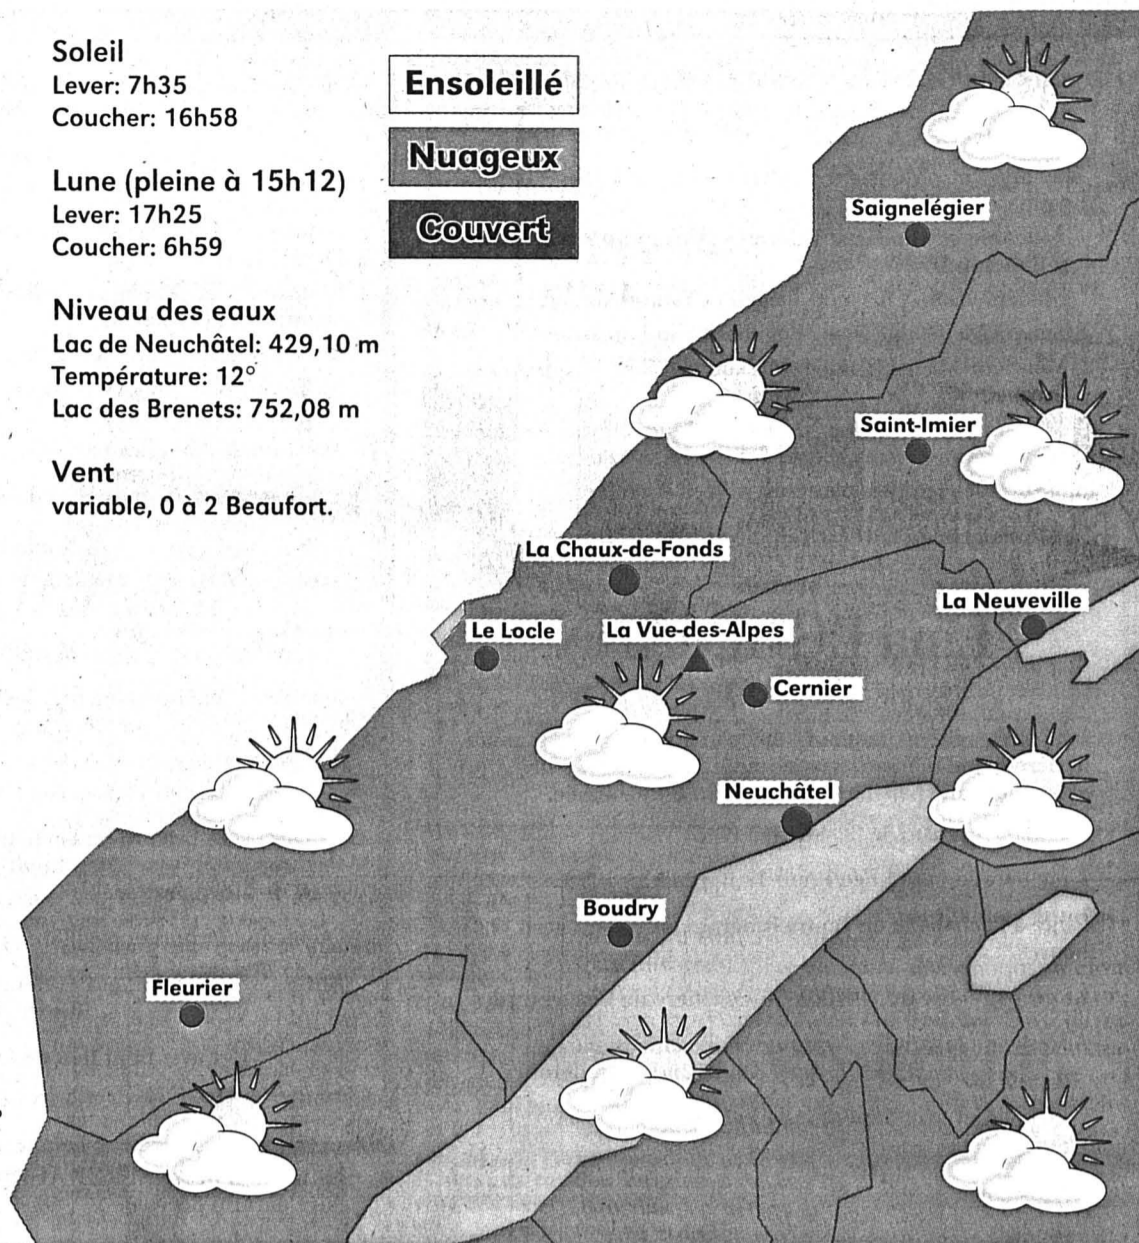 Soleil
Lever: 7h35
Coucher: 16h58
Lune (pleine à 15h12)
Lever: 17h25
Coucher: 6h59
Niveau des eaux
Lac de Neuchâtel: 429,10 m
Température: 12°
Lac des Brenets: 752,08 m
Vent
variable, 0 à 2 Beaufort.
Ensoleillé
Nuageux
Couvert
Saignelégier
Saint-Imier
La Chaux-de-Fonds
La Neuveville
Le Locle
La Vue-des-Alpes
Cernier
Neuchâtel
Boudry
Fleurier